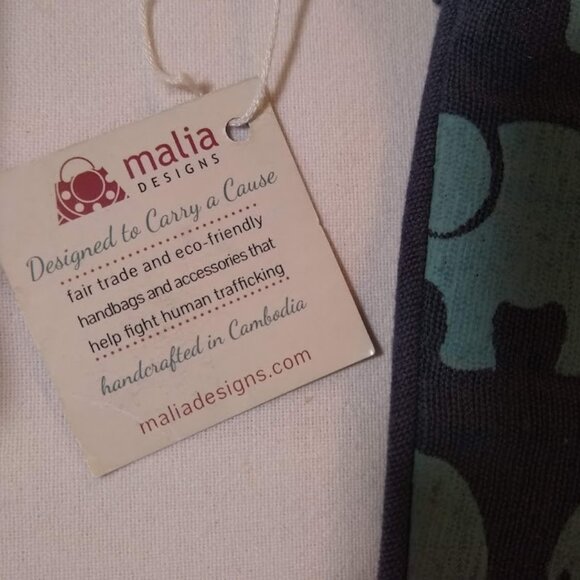 malia
DESIGNS
Designed to Carry a Cause
fair trade and eco-friendly
handbags and accessories that
help fight human trafficking
handcrafted in Cambodia
maliadesigns.com